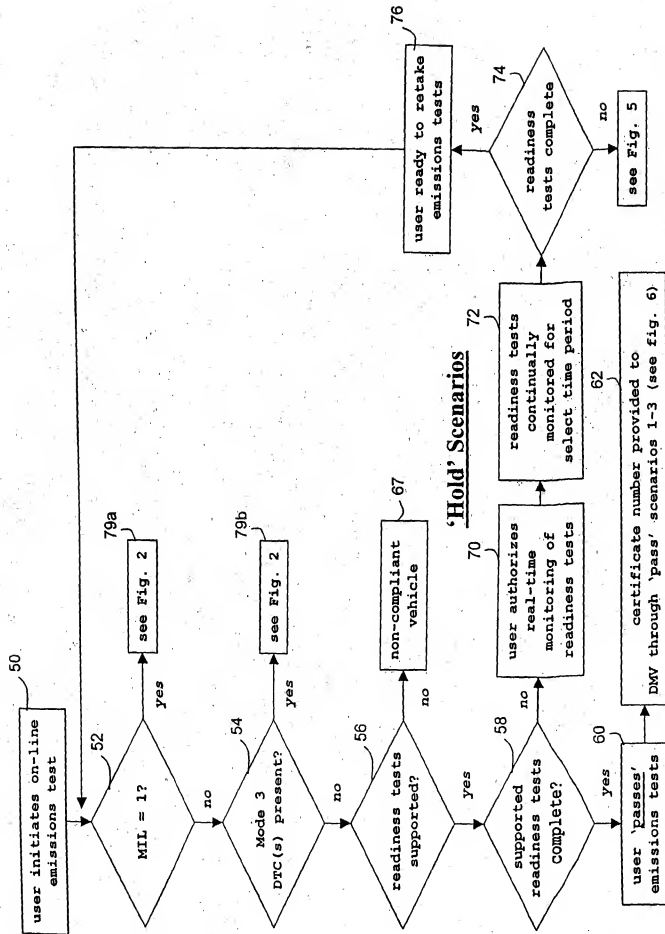 50
user initiates on-line
emissions test
52
MIL = 1?
yes
79a
see Fig. 2
no
54
Mode 3
DTC(s) present?
yes
79b
see Fig. 2
no
56
readiness tests
supported?
no
67
non-compliant
vehicle
yes
58
supported
readiness tests
complete?
no
'Hold' Scenarios
70
user authorizes
real-time
monitoring of
readiness tests
72
readiness tests
continually
monitored for
select time period
74
readiness
tests complete
yes
76
user ready to retake
emissions tests
no
see Fig. 5
yes
60
user 'passes'
emissions tests
62
certificate number provided to
DMV through 'pass' scenarios 1-3 (see fig. 6)